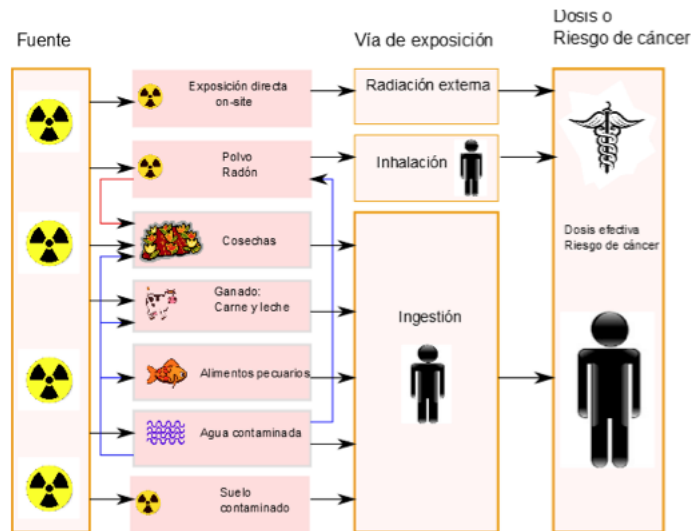 Fuente
Vía de exposición
Dosis o
Riesgo de cáncer
Exposición directa
on-site
Radiación externa
Polvo
Radón
Inhalación
Cosechas
Dosis efectiva
Riesgo de cáncer
Ganado:
Carne y leche
Ingestión
Alimentos pecuarios
Agua contaminada
Suelo
contaminado